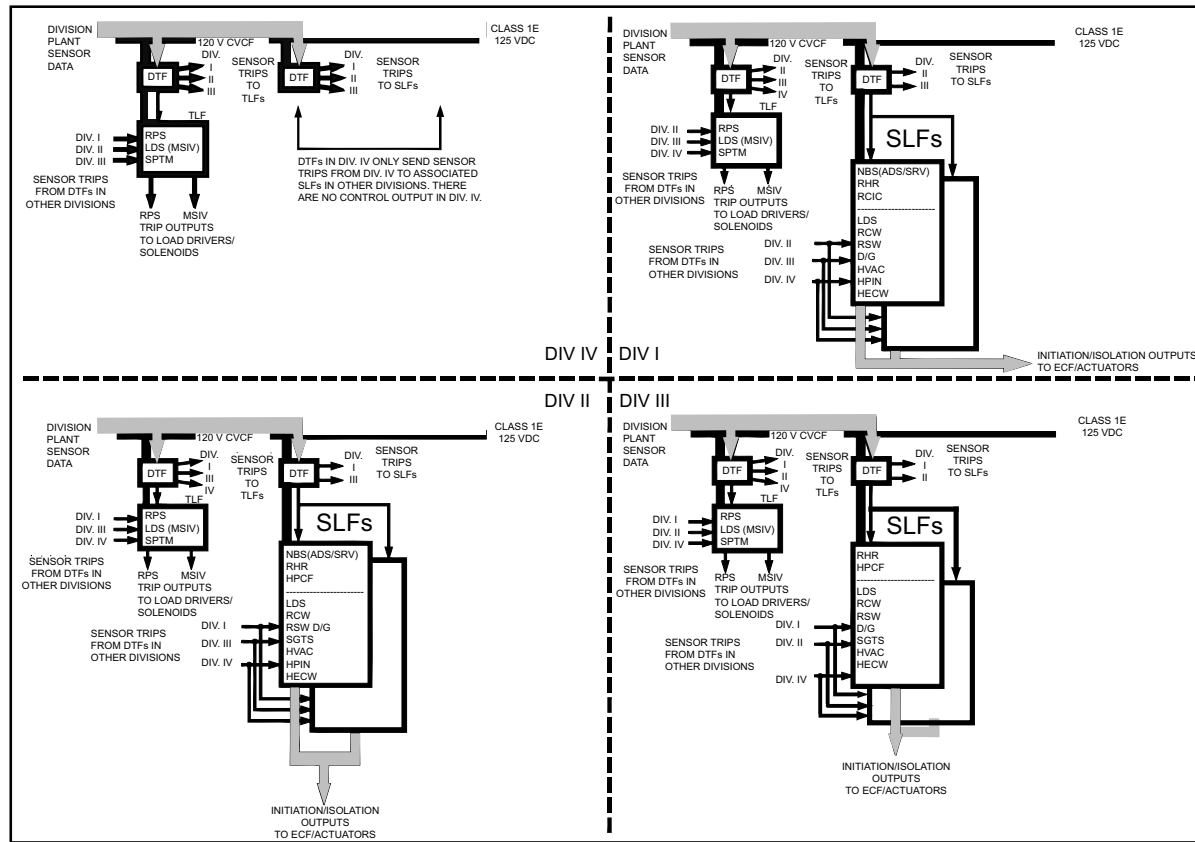 DIVISION
PLANT
SENSOR
DATA
120 V CVCF
CLASS 1E
125 VDC
DTF
DIV.
I
II
III
SENSOR
TRIPS
TO
TLFs
DTF
DIV.
I
II
III
SENSOR
TRIPS
TO SLFs
TLF
DIV. I
DIV. II
DIV. III
RPS
LDS (MSIV)
SPTM
SENSOR TRIPS
FROM DTFs IN
OTHER DIVISIONS
RPS MSIV
TRIP OUTPUTS
TO LOAD DRIVERS/
SOLENOIDS
DTFs IN DIV. IV ONLY SEND SENSOR
TRIPS FROM DIV. IV TO ASSOCIATED
SLFs IN OTHER DIVISIONS. THERE
ARE NO CONTROL OUTPUT IN DIV. IV.
DIV IV
DIVISION
PLANT
SENSOR
DATA
120 V CVCF
CLASS 1E
125 VDC
DTF
DIV.
II
III
IV
SENSOR
TRIPS
TO
TLFs
DTF
DIV.
II
III
SENSOR
TRIPS
TO SLFs
TLF
DIV. II
DIV. III
DIV. IV
RPS
LDS (MSIV)
SPTM
SENSOR TRIPS
FROM DTFs IN
OTHER DIVISIONS
RPS MSIV
TRIP OUTPUTS
TO LOAD DRIVERS/
SOLENOIDS
SLFs
NBS(ADS/SRV)
RHR
RCIC
LDS
RCW
RSW
D/G
HVAC
HPIN
HECW
SENSOR TRIPS
FROM DTFs IN
OTHER DIVISIONS
DIV. II
DIV. III
DIV. IV
INITIATION/ISOLATION OUTPUTS
TO ECF/ACTUATORS
DIV I
DIV II
DIVISION
PLANT
SENSOR
DATA
120 V CVCF
CLASS 1E
125 VDC
DTF
DIV.
I
III
IV
SENSOR
TRIPS
TO
TLFs
DTF
DIV.
I
III
SENSOR
TRIPS
TO SLFs
TLF
DIV. I
DIV. III
DIV. IV
RPS
LDS (MSIV)
SPTM
SENSOR TRIPS
FROM DTFs IN
OTHER DIVISIONS
RPS MSIV
TRIP OUTPUTS
TO LOAD DRIVERS/
SOLENOIDS
SLFs
NBS(ADS/SRV)
RHR
HPCF
LDS
RCW
RSW D/G
SGTS
HVAC
HPIN
HECW
SENSOR TRIPS
FROM DTFs IN
OTHER DIVISIONS
DIV. I
DIV. III
DIV. IV
INITIATION/ISOLATION
OUTPUTS
TO ECF/ACTUATORS
DIV III
DIVISION
PLANT
SENSOR
DATA
120 V CVCF
CLASS 1E
125 VDC
DTF
DIV.
I
II
IV
SENSOR
TRIPS
TO
TLFs
DTF
DIV.
I
II
SENSOR
TRIPS
TO SLFs
TLF
DIV. I
DIV. II
DIV. IV
RPS
LDS (MSIV)
SPTM
SENSOR TRIPS
FROM DTFs IN
OTHER DIVISIONS
RPS MSIV
TRIP OUTPUTS
TO LOAD DRIVERS/
SOLENOIDS
SLFs
RHR
HPCF
LDS
RCW
RSW
D/G
SGTS
HVAC
HECW
SENSOR TRIPS
FROM DTFs IN
OTHER DIVISIONS
DIV. I
DIV. II
DIV. IV
INITIATION/ISOLATION
OUTPUTS
TO ECF/ACTUATORS